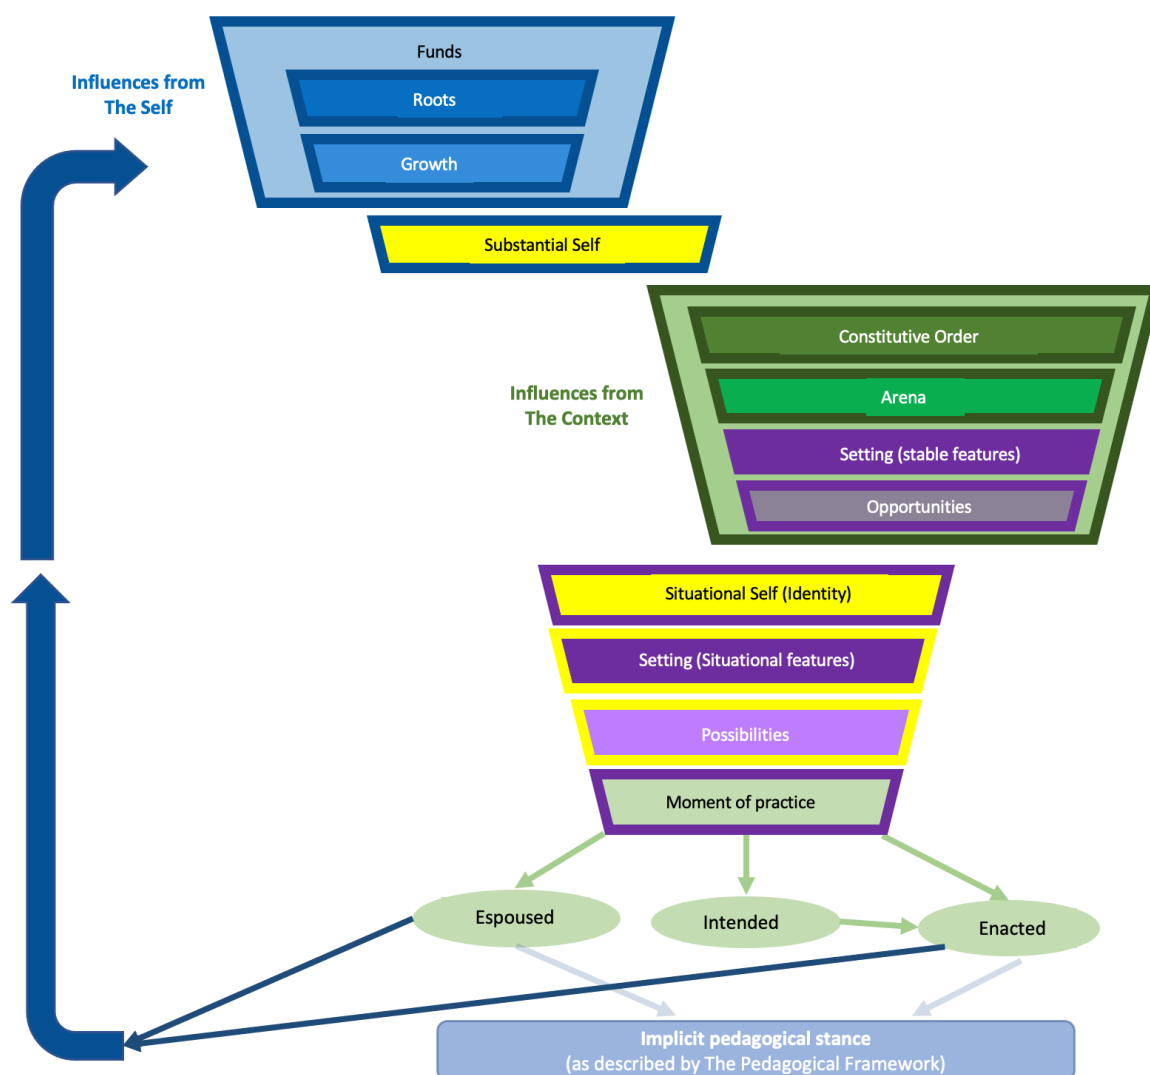 Funds
Influences from
The Self
Roots
Growth
Substantial Self
Constitutive Order
Influences from
The Context
Arena
Setting (stable features)
Opportunities
Situational Self (Identity)
Setting (Situational features)
Possibilities
Moment of practice
Espoused
Intended
Enacted
Implicit pedagogical stance
(as described by The Pedagogical Framework)